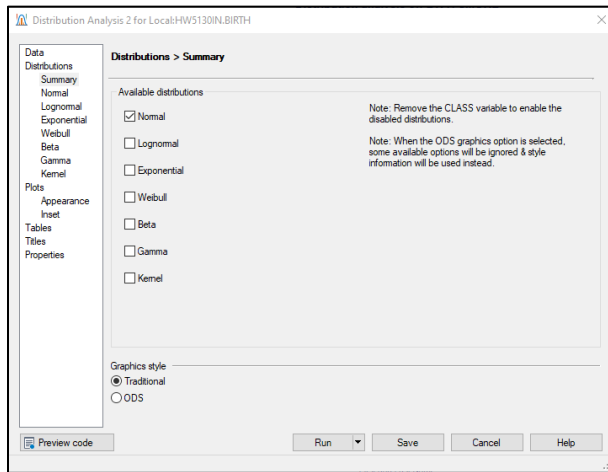 Distribution Analysis 2 for Local:HW5130IN.BIRTH
Data
Distributions
Summary
Normal
Lognormal
Exponential
Weibull
Beta
Gamma
Kernel
Plots
Appearance
Inset
Tables
Titles
Properties
Distributions > Summary
Available distributions
Normal
Lognormal
Exponential
Weibull
Beta
Gamma
Kernel
Note: Remove the CLASS variable to enable the
disabled distributions.
Note: When the ODS graphics option is selected,
some available options will be ignored & style
information will be used instead.
Graphics style
Traditional
ODS
Preview code
Run
Save
Cancel
Help